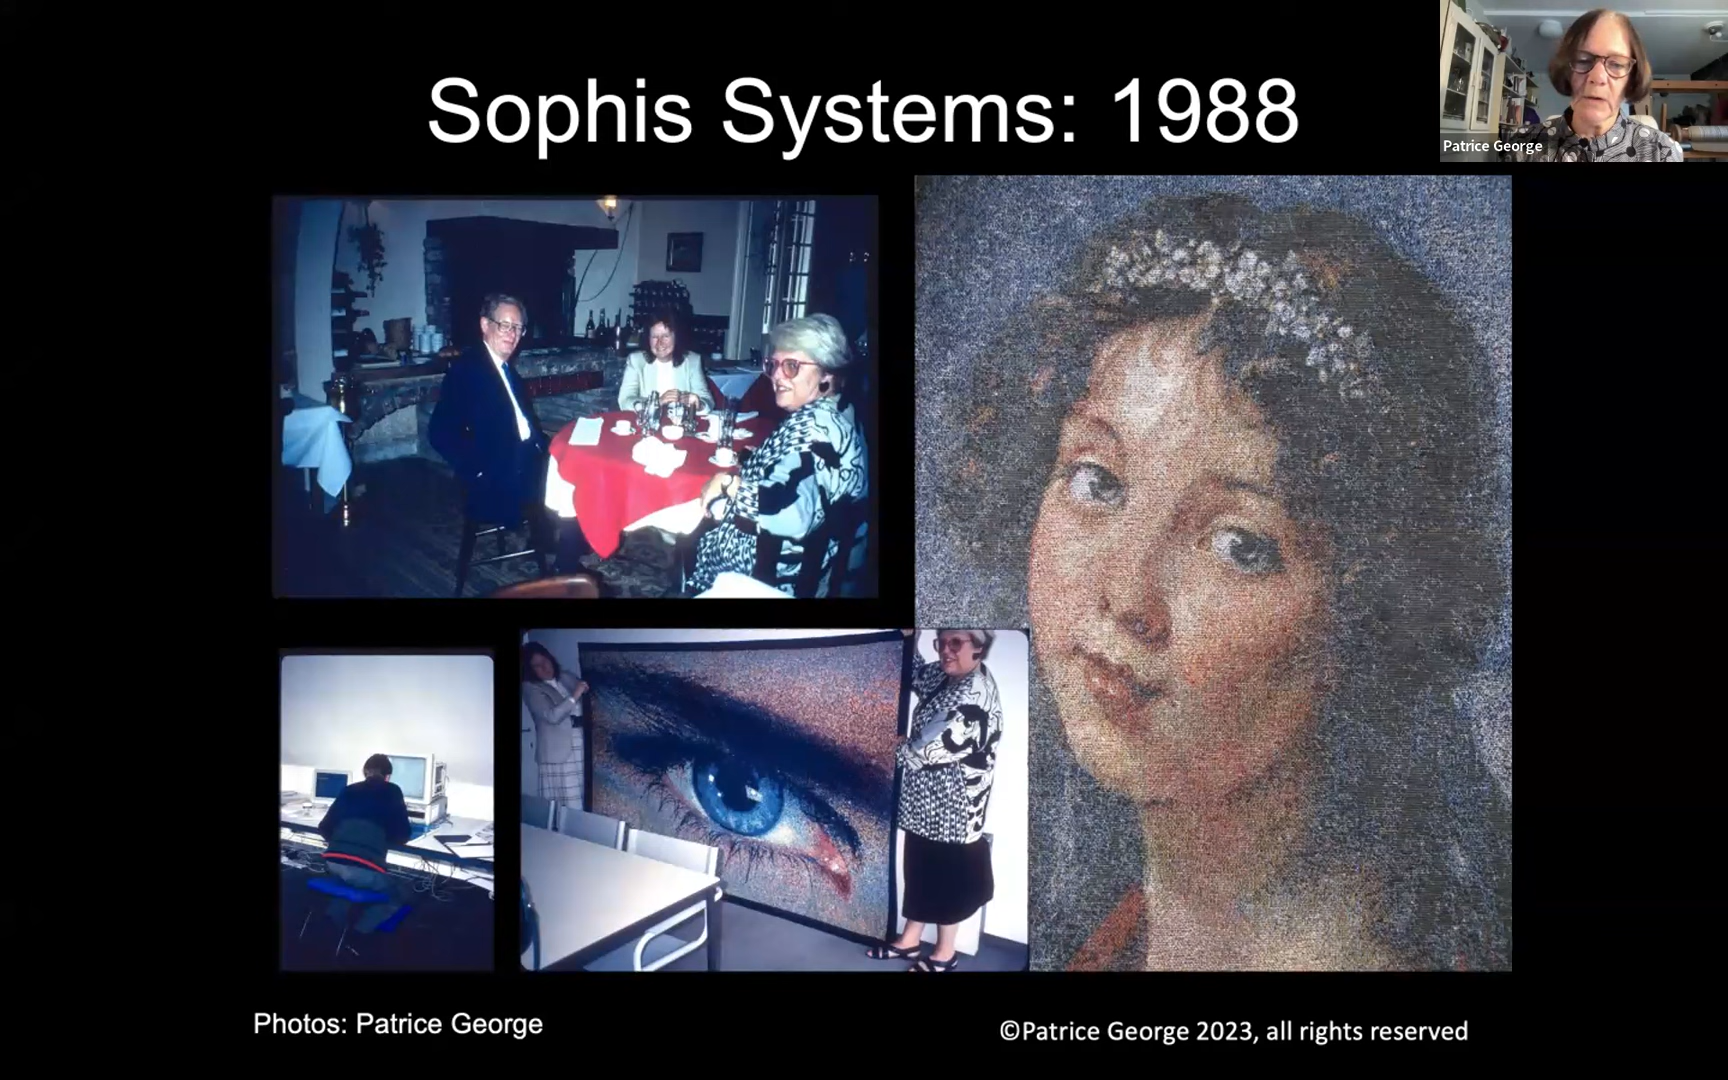 Sophis Systems: 1988
Patrice George
Photos: Patrice George
©Patrice George 2023, all rights reserved